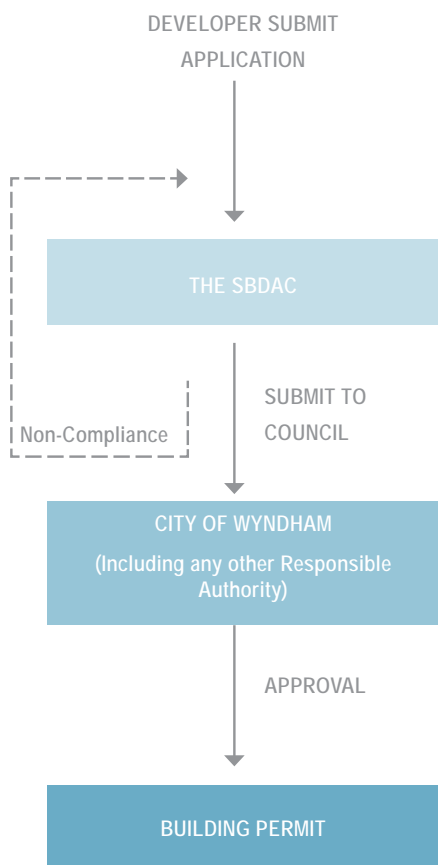 DEVELOPER SUBMIT
APPLICATION
THE SBDAC
SUBMIT TO
COUNCIL
Non-Compliance
CITY OF WYNDHAM
(Including any other Responsible
Authority)
APPROVAL
BUILDING PERMIT